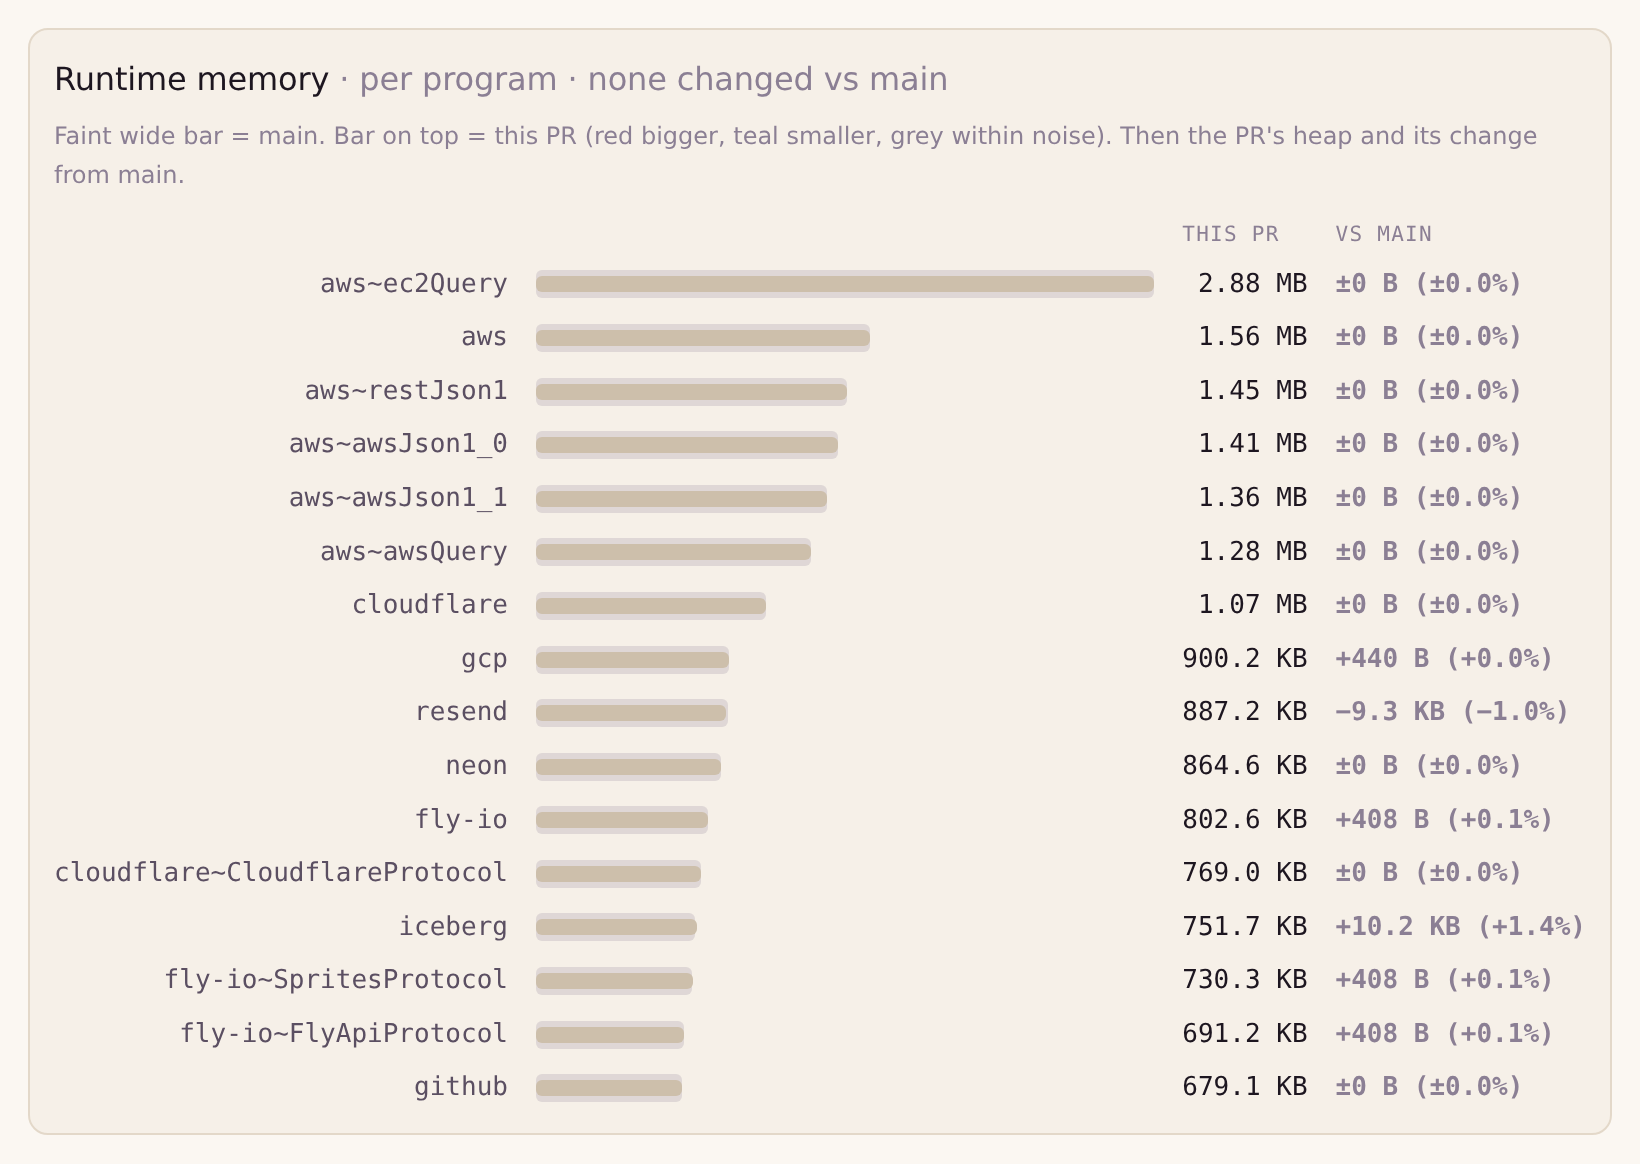 Runtime memory · per program · none changed vs main
Faint wide bar = main. Bar on top = this PR (red bigger, teal smaller, grey within noise). Then the PR's heap and its change
from main.
THIS PR VS MAIN
aws~ec2Query 2.88 MB ±0 B (±0.0%)
aws 1.56 MB ±0 B (±0.0%)
aws~restJson1 1.45 MB ±0 B (±0.0%)
aws~awsJson1_0 1.41 MB ±0 B (±0.0%)
aws~awsJson1_1 1.36 MB ±0 B (±0.0%)
aws~awsQuery 1.28 MB ±0 B (±0.0%)
cloudflare 1.07 MB ±0 B (±0.0%)
gcp 900.2 KB +440 B (+0.0%)
resend 887.2 KB −9.3 KB (−1.0%)
neon 864.6 KB ±0 B (±0.0%)
fly-io 802.6 KB +408 B (+0.1%)
cloudflare~CloudflareProtocol 769.0 KB ±0 B (±0.0%)
iceberg 751.7 KB +10.2 KB (+1.4%)
fly-io~SpritesProtocol 730.3 KB +408 B (+0.1%)
fly-io~FlyApiProtocol 691.2 KB +408 B (+0.1%)
github 679.1 KB ±0 B (±0.0%)